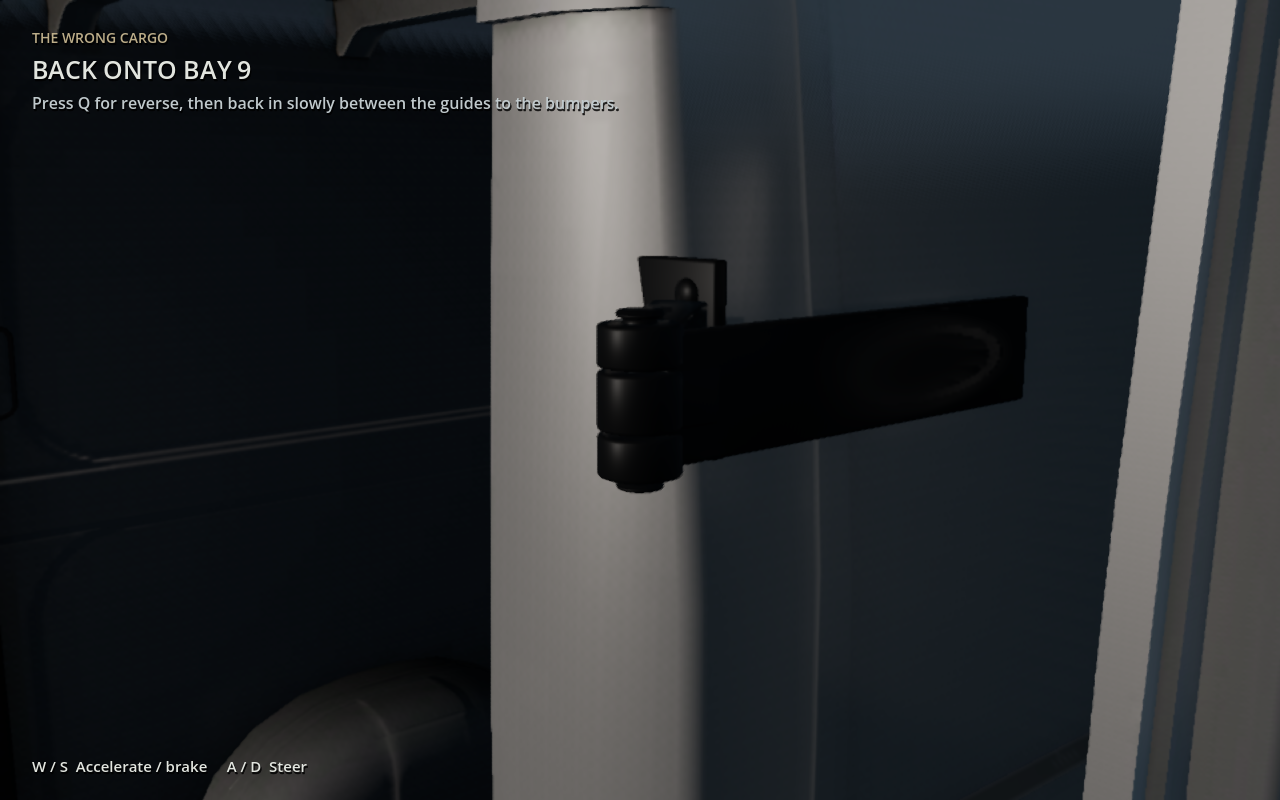 THE WRONG CARGO
BACK ONTO BAY 9
Press Q for reverse, then back in slowly between the guides to the bumpers.
W / S  Accelerate / brake    A / D  Steer